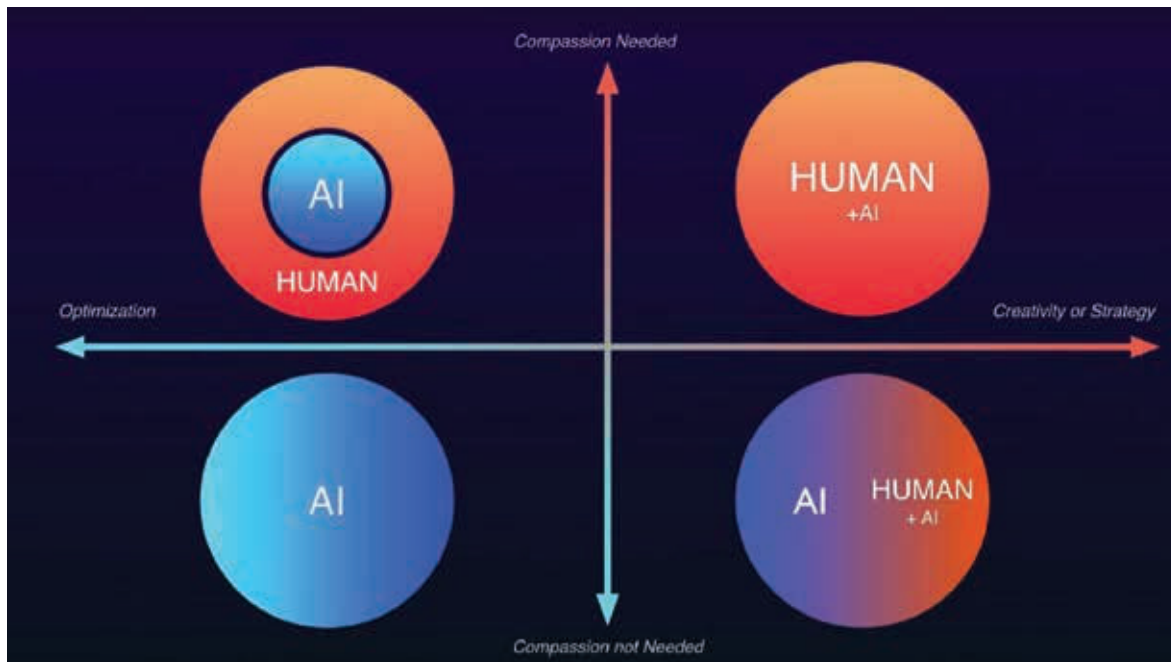 Compassion Needed
AI
HUMAN
HUMAN
+AI
Optimization
Creativity or Strategy
AI
AI
HUMAN
+ AI
Compassion not Needed